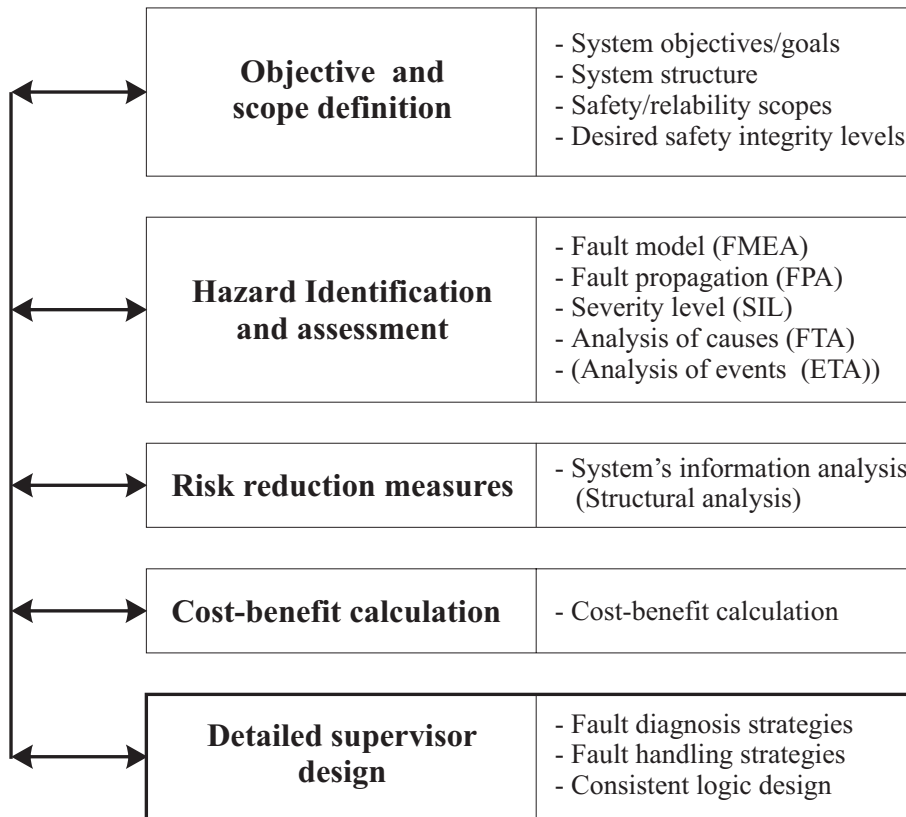 Objective and
scope definition
- System objectives/goals
- System structure
- Safety/relability scopes
- Desired safety integrity levels
Hazard Identification
and assessment
- Fault model (FMEA)
- Fault propagation (FPA)
- Severity level (SIL)
- Analysis of causes (FTA)
- (Analysis of events (ETA))
Risk reduction measures
- System’s information analysis
(Structural analysis)
Cost-benefit calculation
- Cost-benefit calculation
Detailed supervisor
design
- Fault diagnosis strategies
- Fault handling strategies
- Consistent logic design